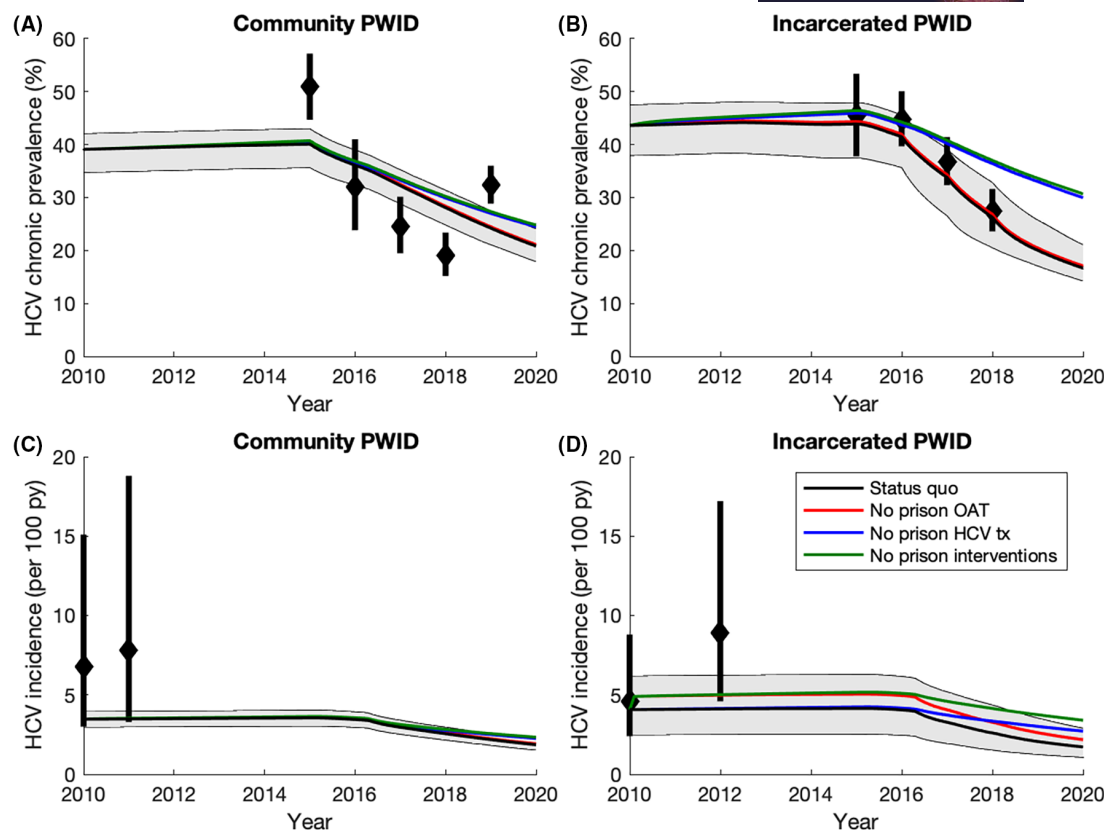 (A) Community PWID
HCV chronic prevalence (%)
60
50
40
30
20
10
0
2010 2012 2014 2016 2018 2020
Year
(B) Incarcerated PWID
HCV chronic prevalence (%)
60
50
40
30
20
10
0
2010 2012 2014 2016 2018 2020
Year
(C) Community PWID
HCV incidence (per 100 py)
20
15
10
5
0
2010 2012 2014 2016 2018 2020
Year
(D) Incarcerated PWID
HCV incidence (per 100 py)
20
15
10
5
0
2010 2012 2014 2016 2018 2020
Year
Status quo
No prison OAT
No prison HCV tx
No prison interventions